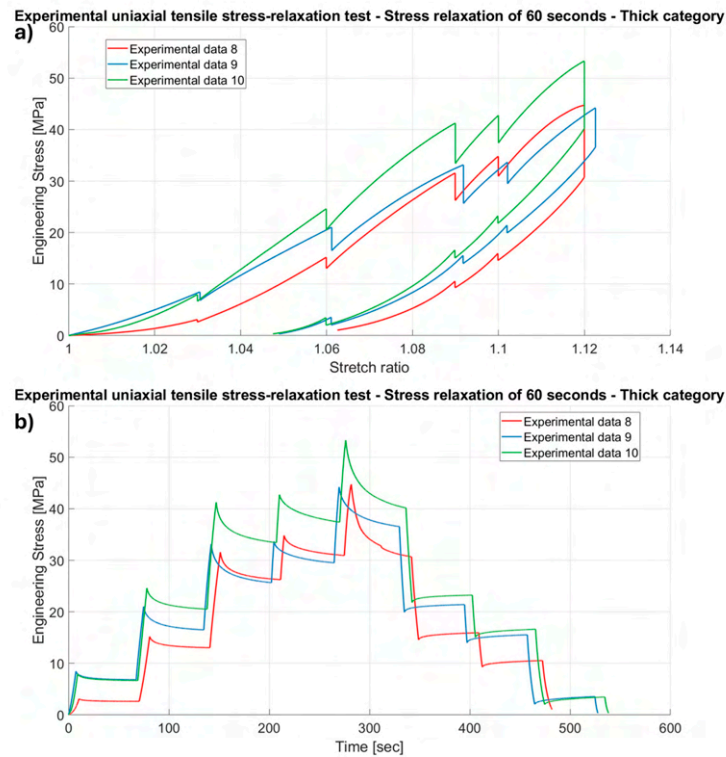 Experimental uniaxial tensile stress-relaxation test - Stress relaxation of 60 seconds - Thick category
a)
60
Experimental data 8
Experimental data 9
Experimental data 10
50
40
30
20
10
0
Engineering Stress [MPa]
1
1.02
1.04
1.06
1.08
1.1
1.12
1.14
Stretch ratio
Experimental uniaxial tensile stress-relaxation test - Stress relaxation of 60 seconds - Thick category
b)
60
Experimental data 8
Experimental data 9
Experimental data 10
50
40
30
20
10
0
Engineering Stress [MPa]
0
100
200
300
400
500
600
Time [sec]